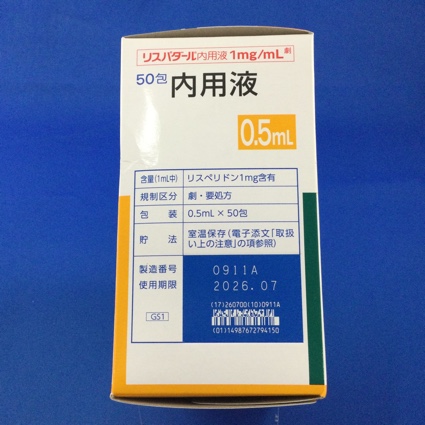 リスパダール内用液1mg/mL 劇
50包 内用液
0.5mL
含量(1mL中) リスペリドン1mg含有
規制区分 劇・要処方
包装 0.5mL×50包
貯法 室温保存(電子添文「取扱
い上の注意」の項参照)
製造番号 0911A
使用期限 2026.07
(17)260700(10)0911A
GS1
(01)14987672794150